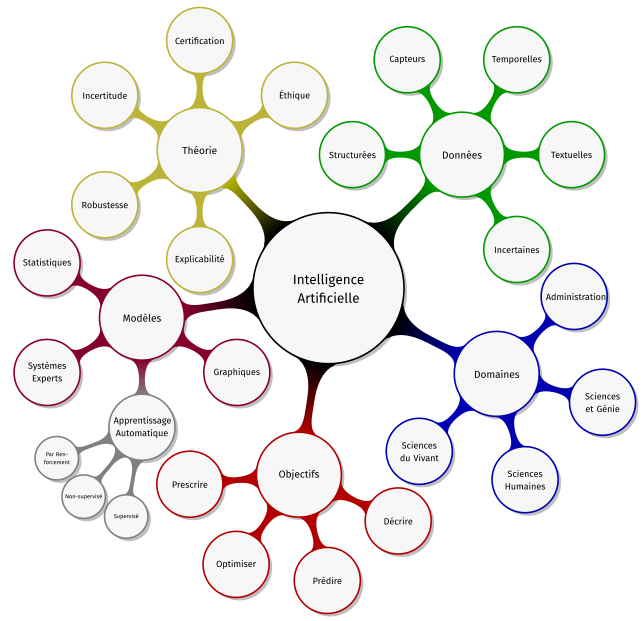 Certification
Incertitude
Éthique
Théorie
Robustesse
Explicabilité
Capteurs
Temporelles
Structurées
Données
Textuelles
Incertaines
Intelligence
Artificielle
Statistiques
Modèles
Systèmes
Experts
Graphiques
Apprentissage
Automatique
Par Ren-
forcement
Non-supervisé
Supervisé
Administration
Domaines
Sciences
et Génie
Sciences
du Vivant
Sciences
Humaines
Objectifs
Prescrire
Décrire
Optimiser
Prédire